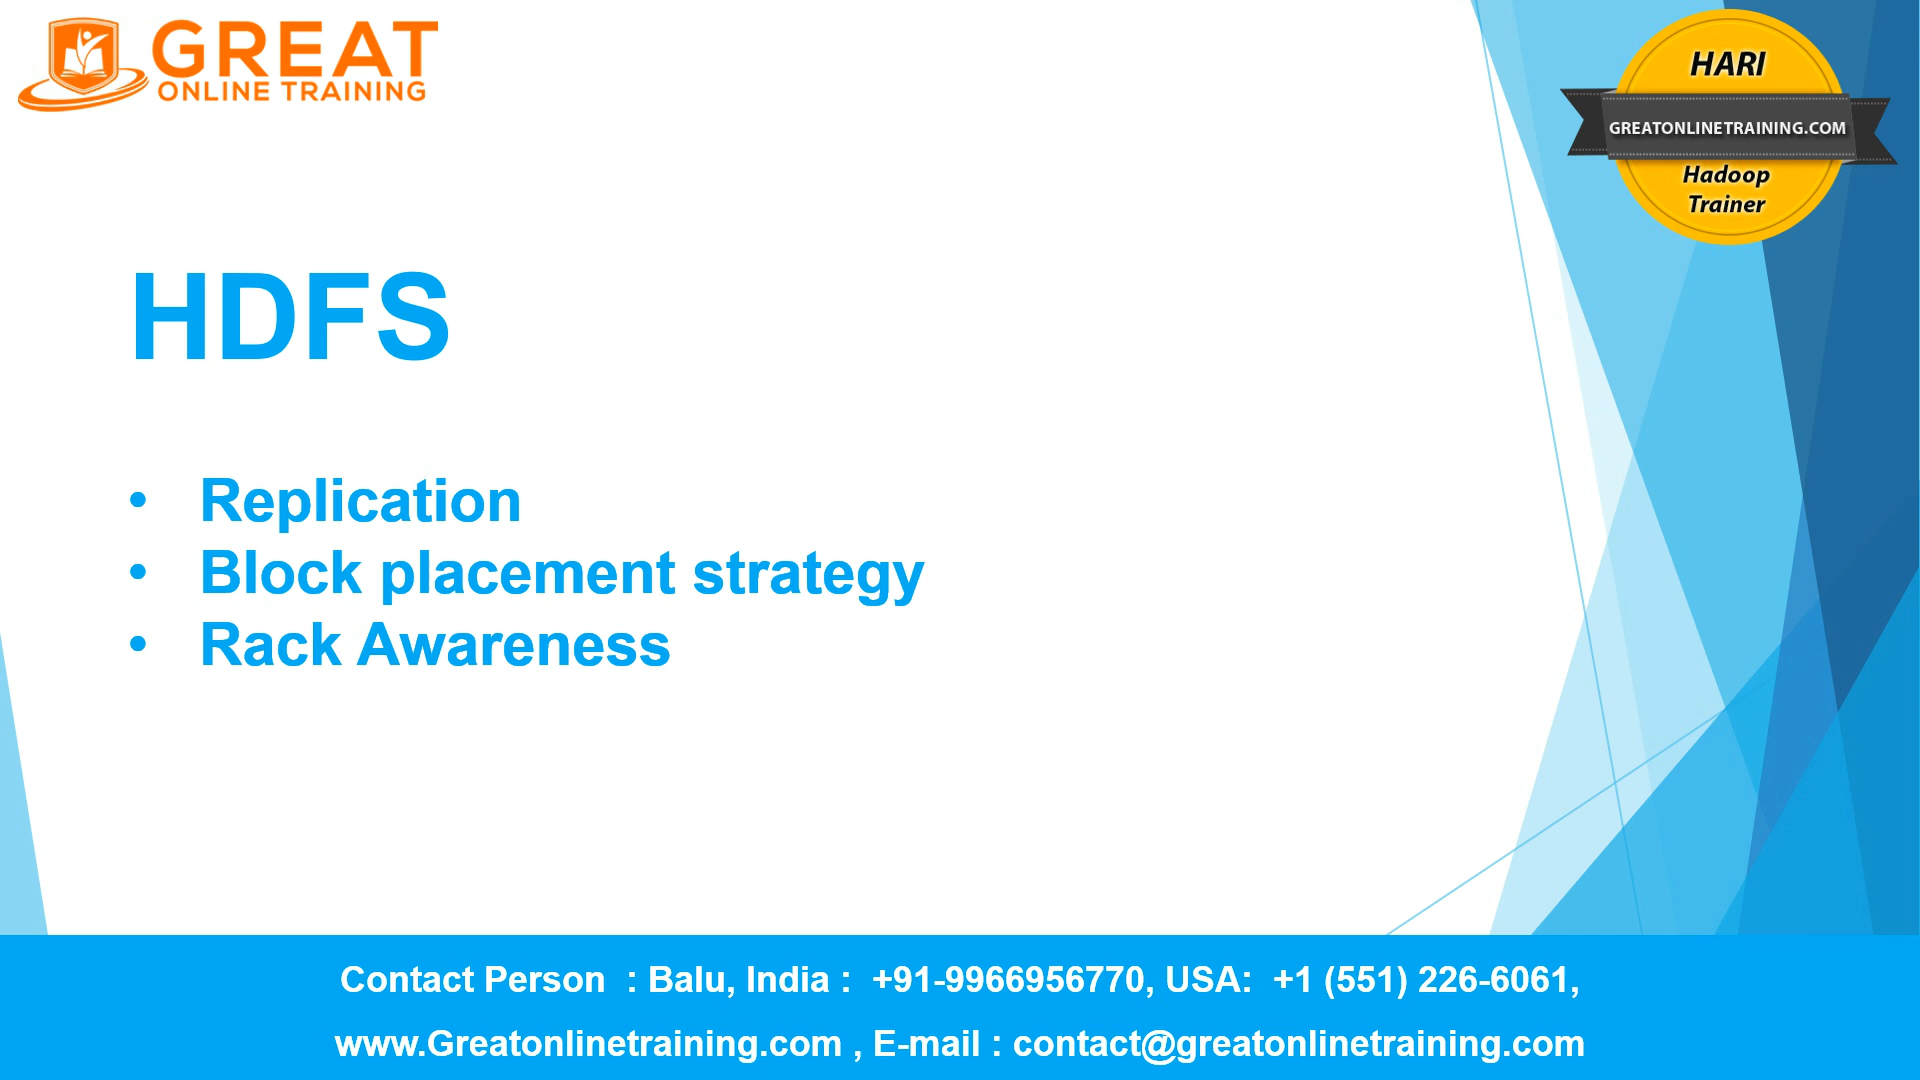 GREAT
ONLINE TRAINING
HARI
GREATONLINETRAINING.COM
Hadoop
Trainer
HDFS
• Replication
• Block placement strategy
• Rack Awareness
Contact Person : Balu, India : +91-9966956770, USA: +1 (551) 226-6061,
www.Greatonlinetraining.com , E-mail : contact@greatonlinetraining.com